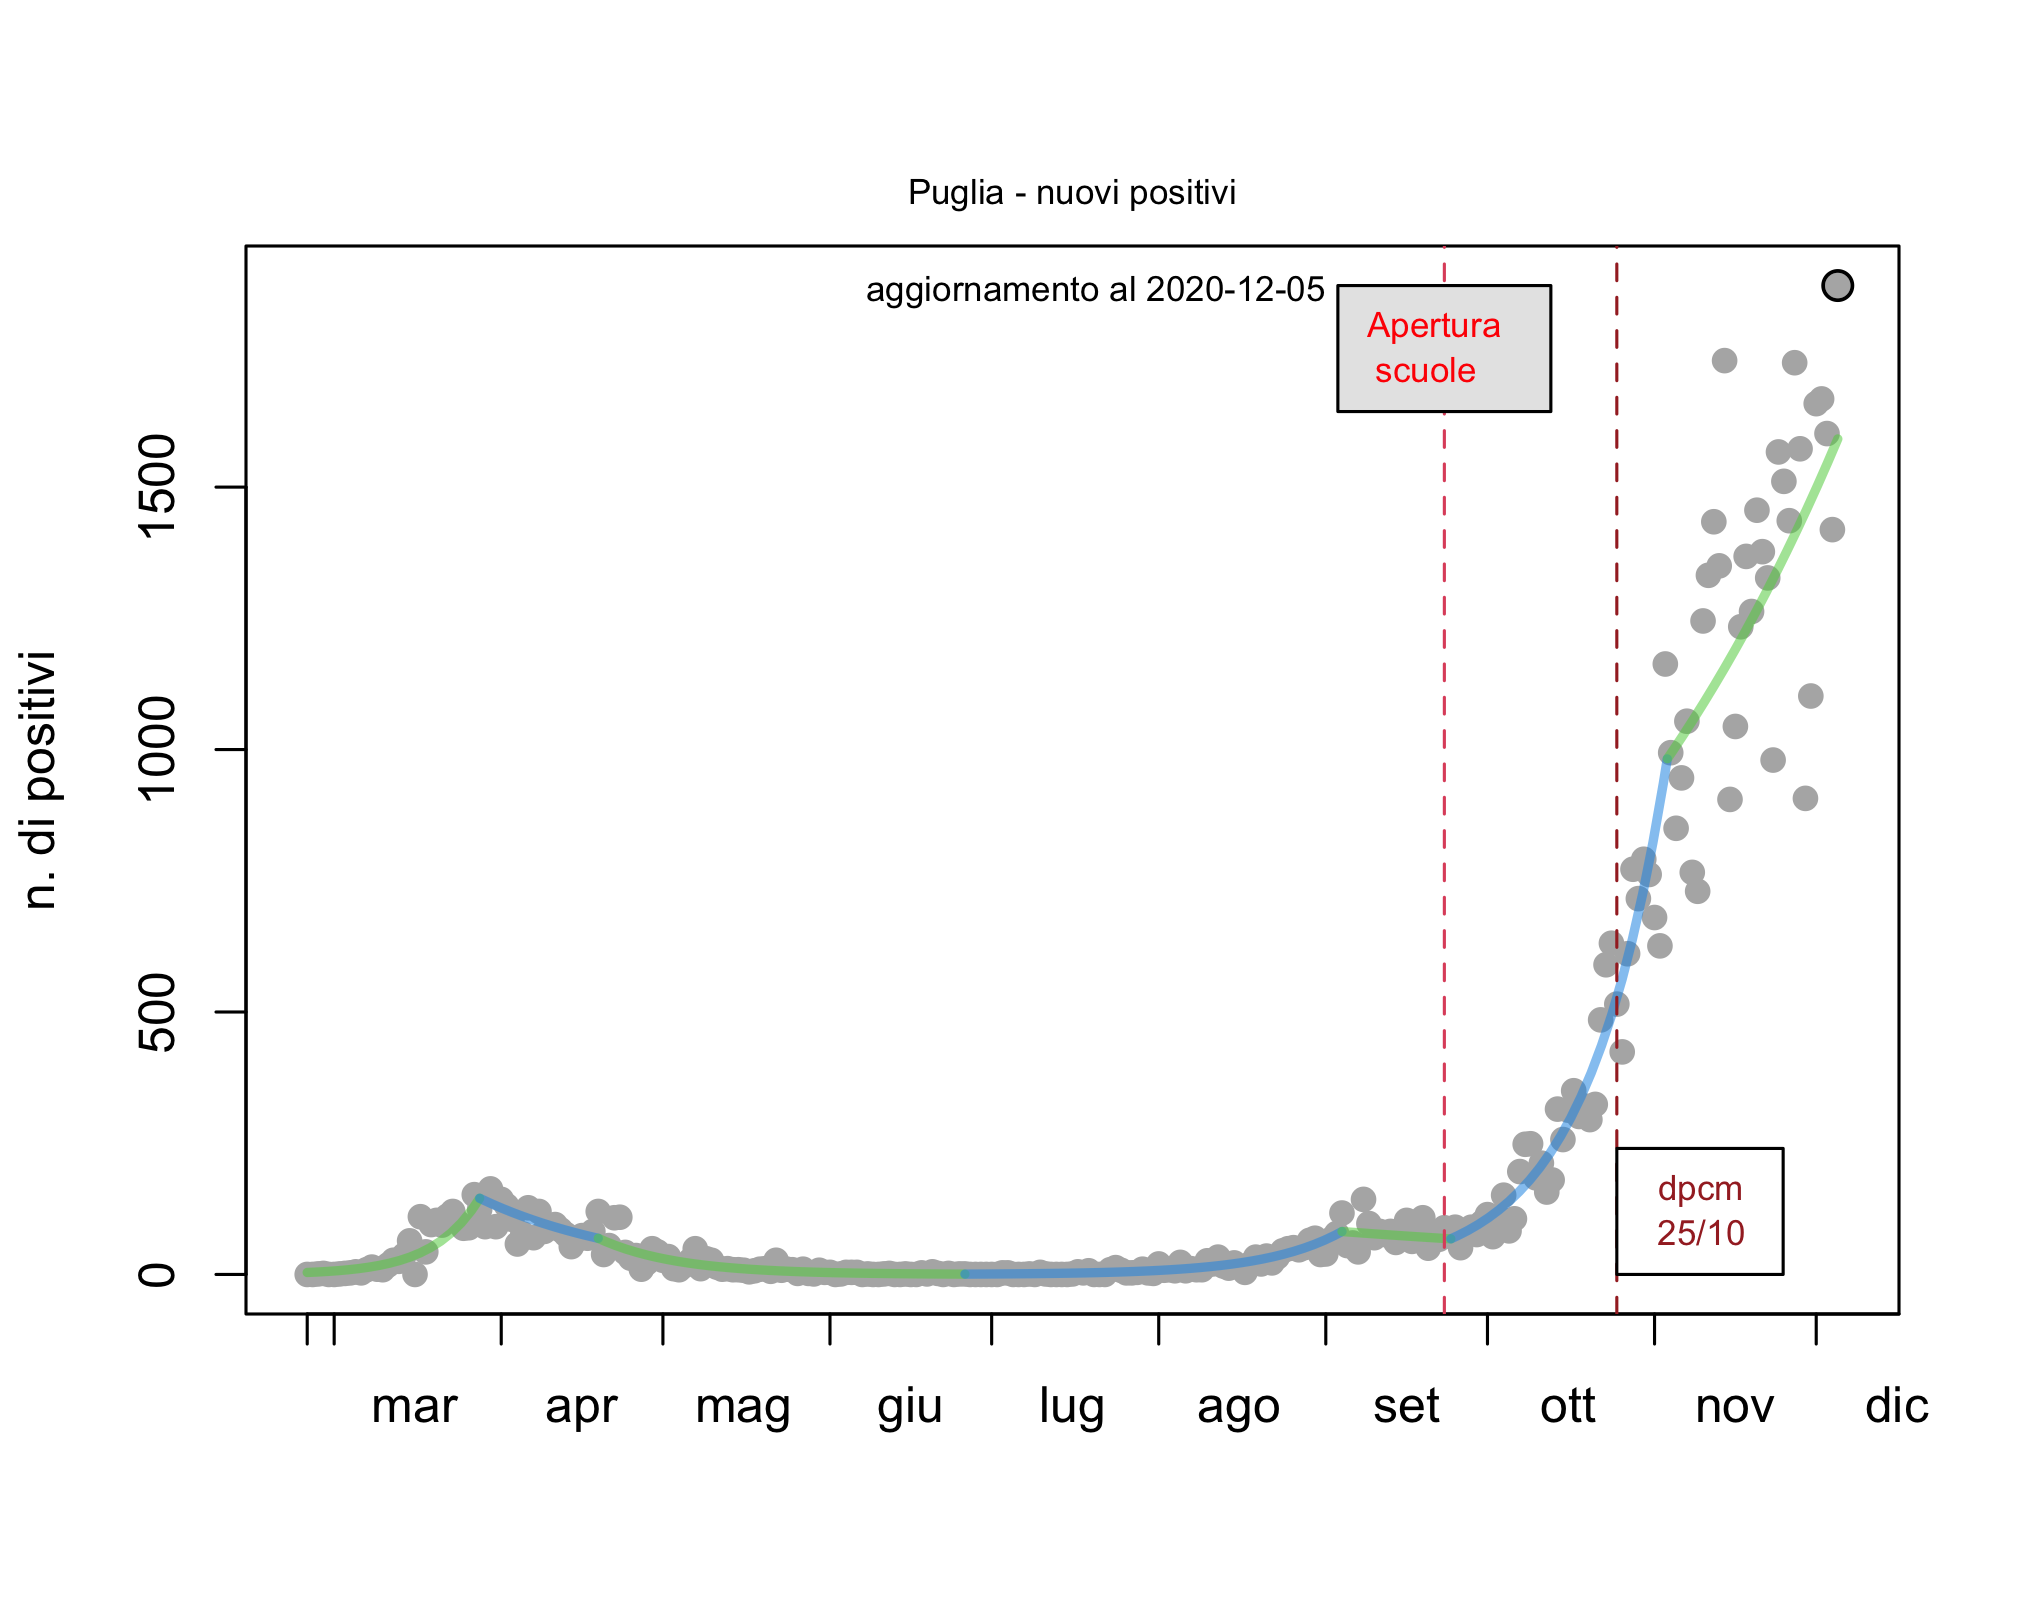 Puglia - nuovi positivi
aggiornamento al 2020-12-05
Apertura
scuole
n. di positivi
1500
1000
500
0
dpcm
25/10
mar apr mag giu lug ago set ott nov dic